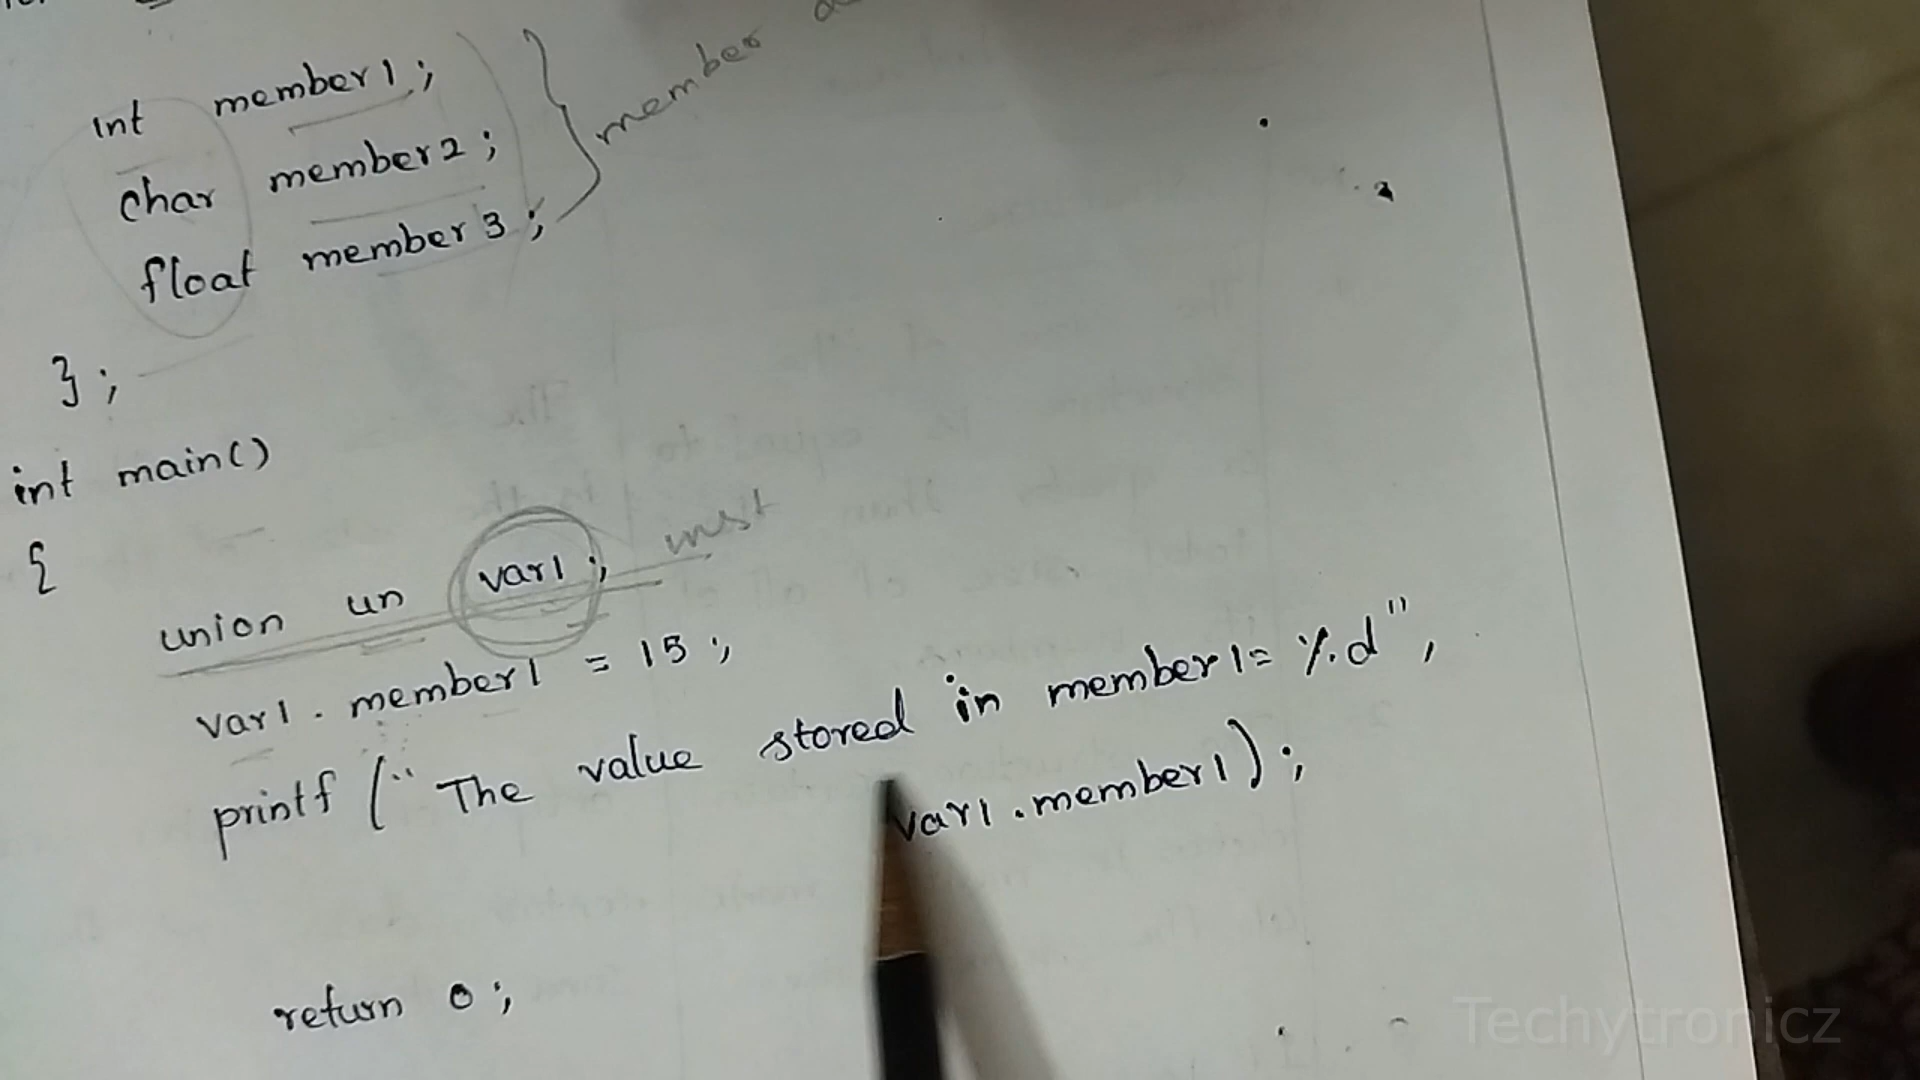 int member1;
char member2;
float member3;
member
};
int main()
{
union un var1;
var1.member1 = 15;
printf("The value stored in member1= %d",
var1.member1);
return 0;
Techytronicz